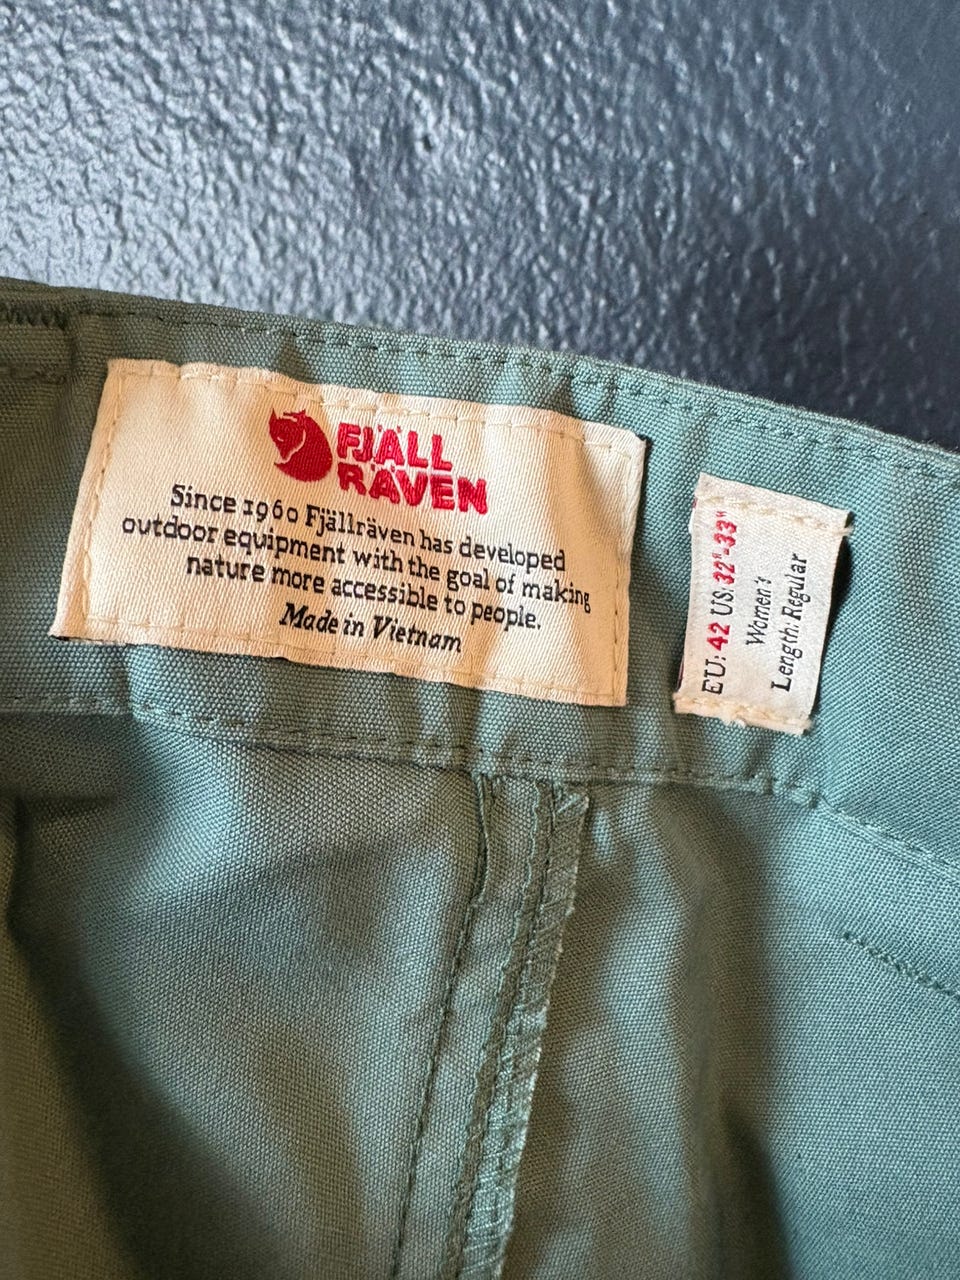 FJÄLL
RÄVEN
Since 1960 Fjällräven has developed
outdoor equipment with the goal of making
nature more accessible to people.
Made in Vietnam
EU: 42 US: 32"-33"
Women's
Length: Regular